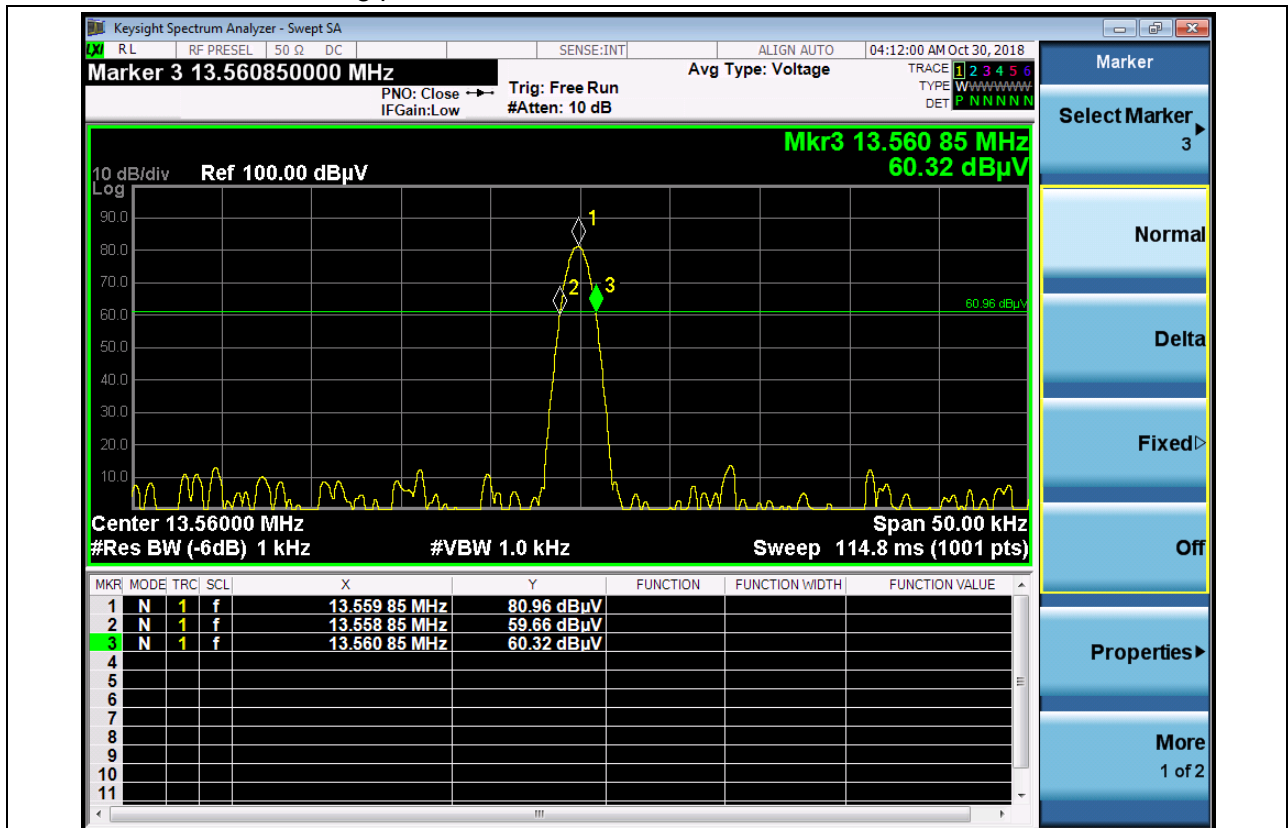 Keysight Spectrum Analyzer - Swept SA
LXI RL RF PRESEL 50 Ω DC SENSE:INT ALIGN AUTO 04:12:00 AM Oct 30, 2018
Marker 3 13.560850000 MHz
PNO: Close
IFGain:Low
Trig: Free Run
#Atten: 10 dB
Avg Type: Voltage
TRACE 1 2 3 4 5 6
TYPE WWWWWW
DET P N N N N N
Mkr3 13.560 85 MHz
60.32 dBµV
10 dB/div Ref 100.00 dBµV
Log
90.0
80.0
70.0
60.0
50.0
40.0
30.0
20.0
10.0
1
2
3
60.96 dBµV
Center 13.56000 MHz Span 50.00 kHz
#Res BW (-6dB) 1 kHz #VBW 1.0 kHz Sweep 114.8 ms (1001 pts)
MKR MODE TRC SCL X Y FUNCTION FUNCTION WIDTH FUNCTION VALUE
1 N 1 f 13.559 85 MHz 80.96 dBµV
2 N 1 f 13.558 85 MHz 59.66 dBµV
3 N 1 f 13.560 85 MHz 60.32 dBµV
4
5
6
7
8
9
10
11
Marker
Select Marker
3
Normal
Delta
Fixed
Off
Properties
More
1 of 2